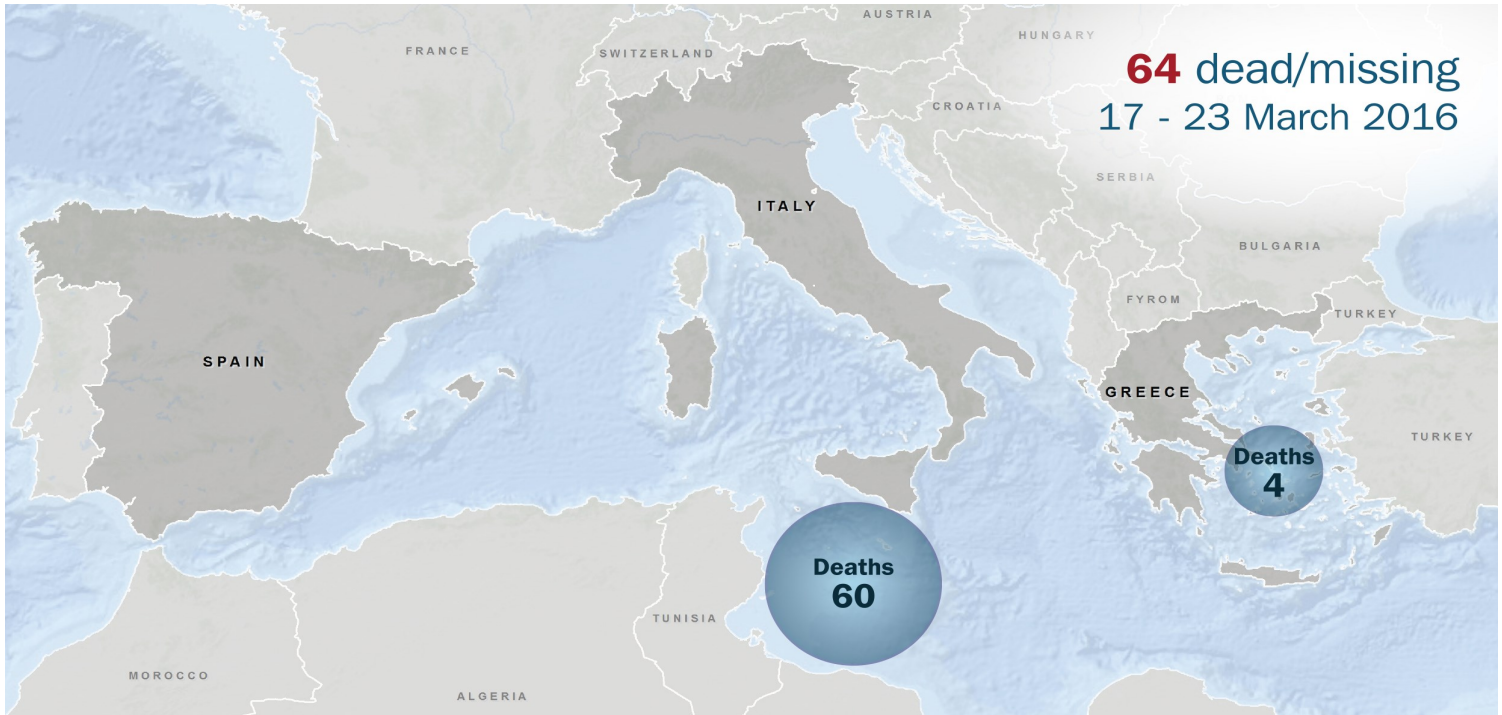 AUSTRIA
HUNGARY
FRANCE
SWITZERLAND
64 dead/missing
17 - 23 March 2016
CROATIA
SERBIA
ITALY
BULGARIA
FYROM
TURKEY
SPAIN
GREECE
TURKEY
Deaths
4
Deaths
60
TUNISIA
MOROCCO
ALGERIA